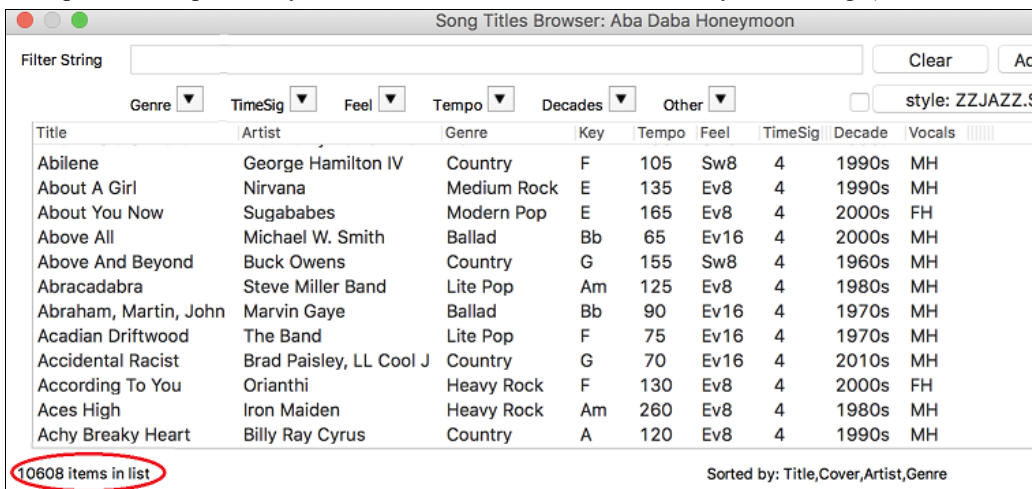 Song Titles Browser: Aba Daba Honeymoon
Filter String Clear Ad
Genre TimeSig Feel Tempo Decades Other style: ZZJAZZ.S
Title Artist Genre Key Tempo Feel TimeSig Decade Vocals
Abilene George Hamilton IV Country F 105 Sw8 4 1990s MH
About A Girl Nirvana Medium Rock E 135 Ev8 4 1990s MH
About You Now Sugababes Modern Pop E 165 Ev8 4 2000s FH
Above All Michael W. Smith Ballad Bb 65 Ev16 4 2000s MH
Above And Beyond Buck Owens Country G 155 Sw8 4 1960s MH
Abracadabra Steve Miller Band Lite Pop Am 125 Ev8 4 1980s MH
Abraham, Martin, John Marvin Gaye Ballad Bb 90 Ev16 4 1970s MH
Acadian Driftwood The Band Lite Pop F 75 Ev16 4 1970s MH
Accidental Racist Brad Paisley, LL Cool J Country G 70 Ev16 4 2010s MH
According To You Orianthi Heavy Rock F 130 Ev8 4 2000s FH
Aces High Iron Maiden Heavy Rock Am 260 Ev8 4 1980s MH
Achy Breaky Heart Billy Ray Cyrus Country A 120 Ev8 4 1990s MH
10608 items in list Sorted by: Title,Cover,Artist,Genre